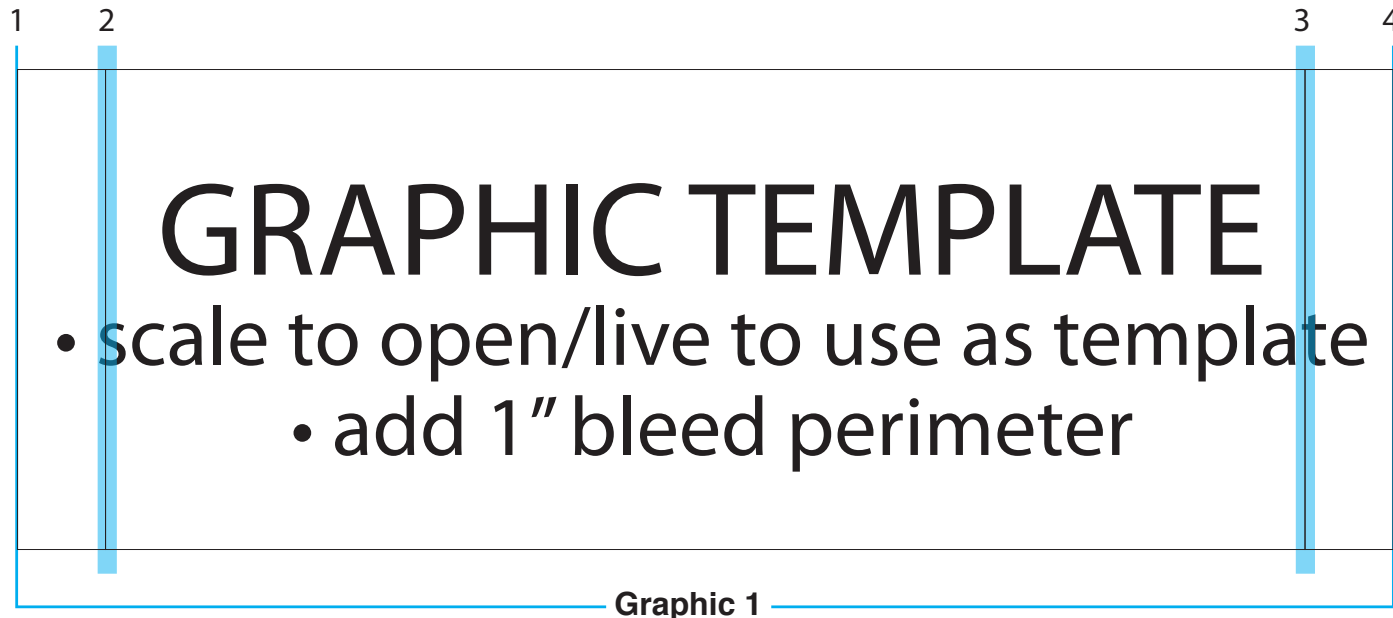 1 2 3 4
GRAPHIC TEMPLATE
• scale to open/live to use as template
• add 1” bleed perimeter
Graphic 1